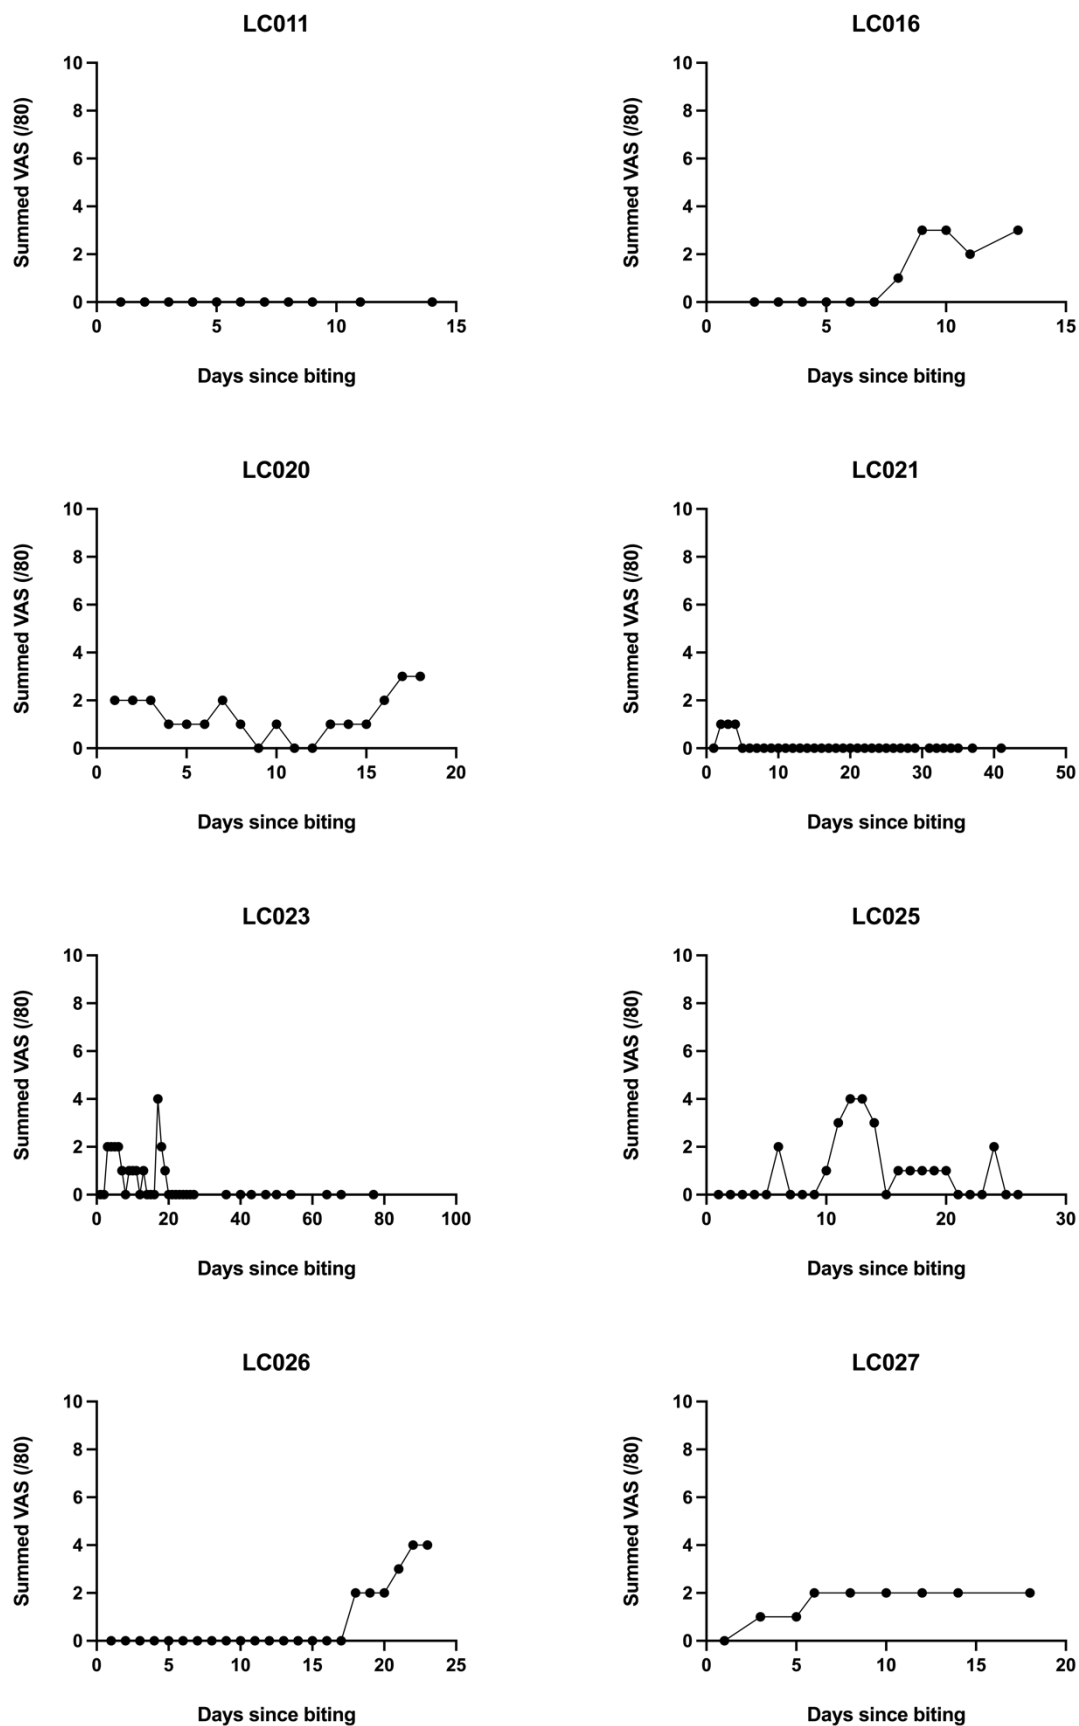 LC011
10
8
6
4
2
0
Summed VAS (/80)
0 5 10 15
Days since biting
LC016
10
8
6
4
2
0
Summed VAS (/80)
0 5 10 15
Days since biting
LC020
10
8
6
4
2
0
Summed VAS (/80)
0 5 10 15 20
Days since biting
LC021
10
8
6
4
2
0
Summed VAS (/80)
0 10 20 30 40 50
Days since biting
LC023
10
8
6
4
2
0
Summed VAS (/80)
0 20 40 60 80 100
Days since biting
LC025
10
8
6
4
2
0
Summed VAS (/80)
0 10 20 30
Days since biting
LC026
10
8
6
4
2
0
Summed VAS (/80)
0 5 10 15 20 25
Days since biting
LC027
10
8
6
4
2
0
Summed VAS (/80)
0 5 10 15 20
Days since biting